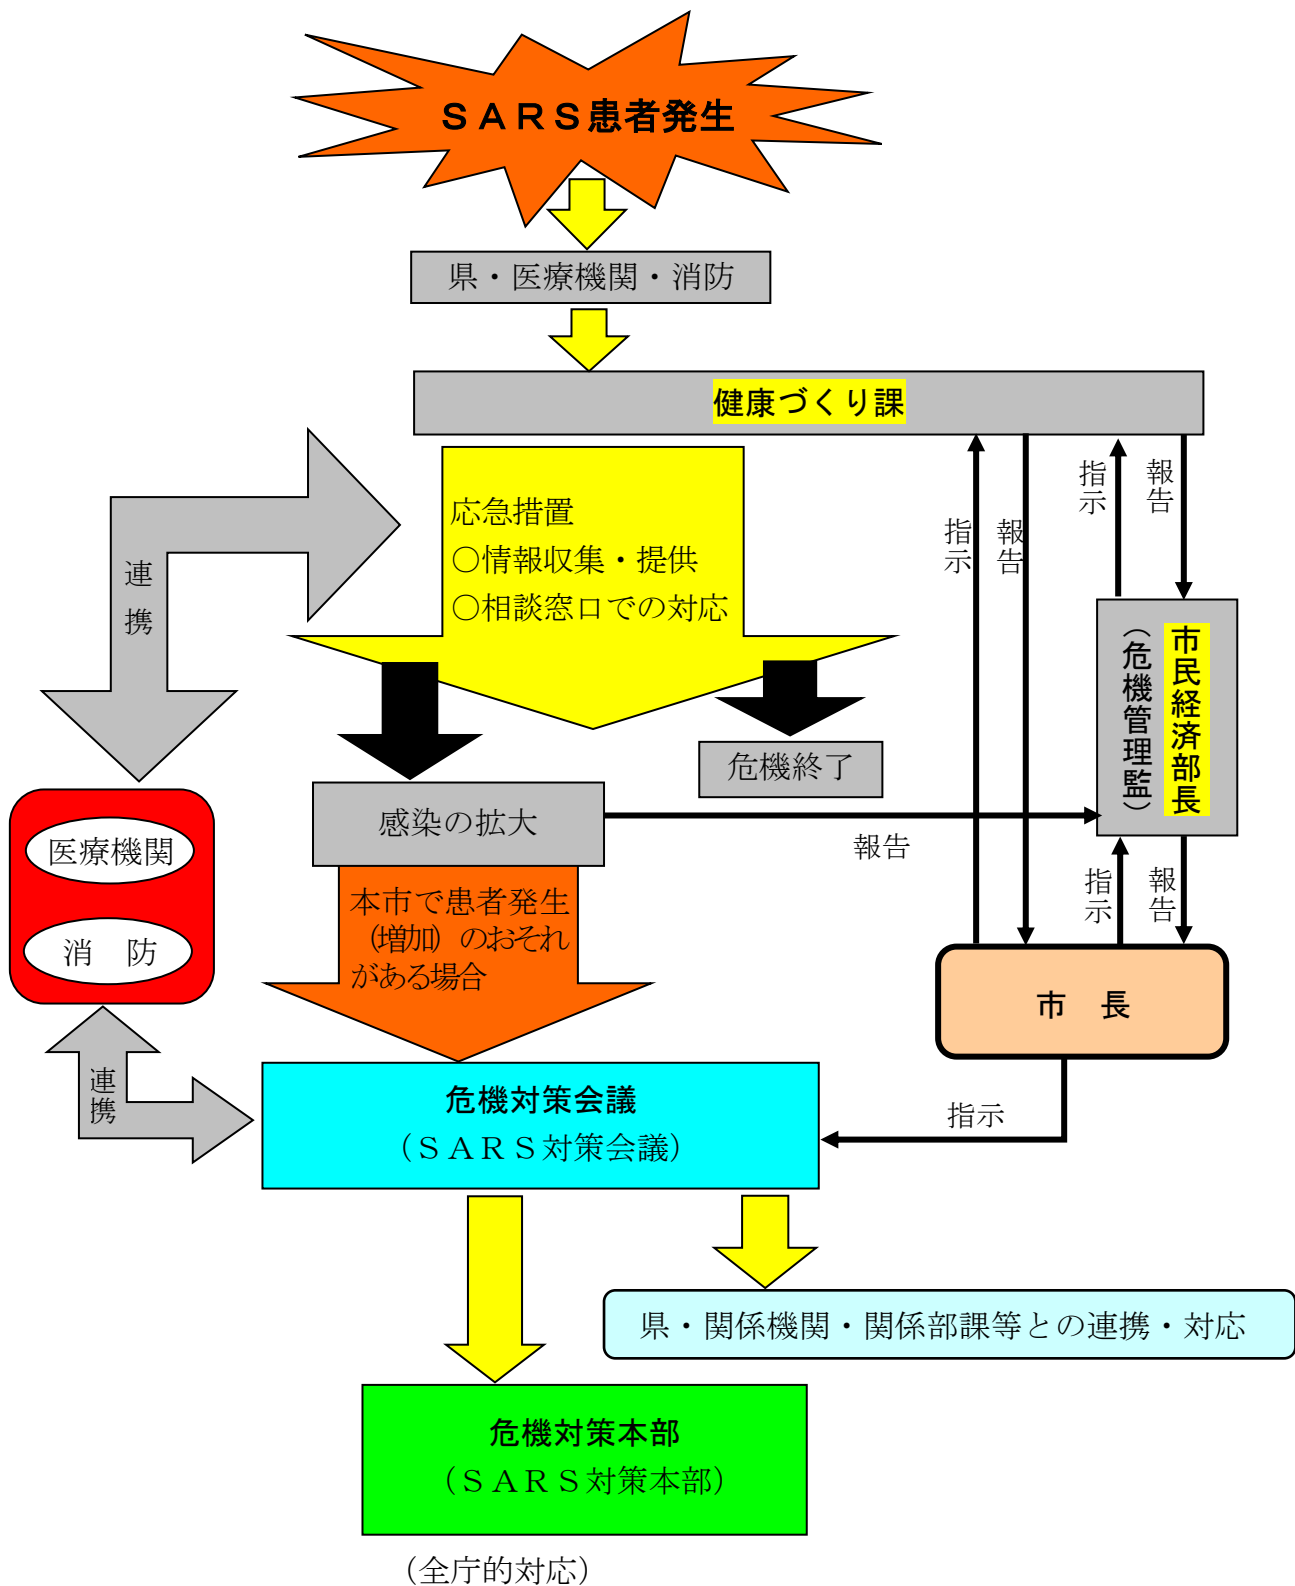 ＳＡＲＳ患者発生
県・医療機関・消防
健康づくり課
応急措置
○情報収集・提供
○相談窓口での対応
連携
指示
報告
指示
報告
市民経済部長
（危機管理監）
危機終了
感染の拡大
報告
医療機関
消　防
本市で患者発生
（増加）のおそれ
がある場合
指示
報告
市　長
連携
危機対策会議
（ＳＡＲＳ対策会議）
指示
県・関係機関・関係部課等との連携・対応
危機対策本部
（ＳＡＲＳ対策本部）
（全庁的対応）